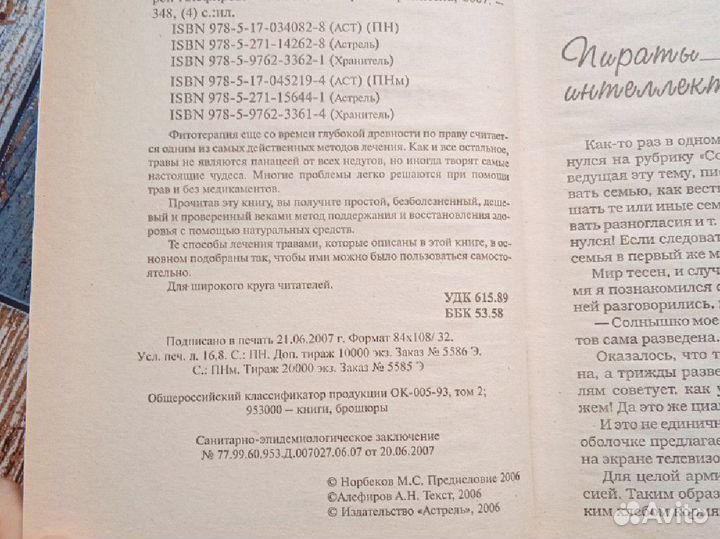 348, (4) с.:ил.
ISBN 978-5-17-034082-8 (АСТ) (ПН)
ISBN 978-5-271-14262-8 (Астрель)
ISBN 978-5-9762-3362-1 (Хранитель)
ISBN 978-5-17-045219-4 (АСТ) (ПНм)
ISBN 978-5-271-15644-1 (Астрель)
ISBN 978-5-9762-3361-4 (Хранитель)
Фитотерапия еще со времен глубокой древности по праву считает-
ся одним из самых действенных методов лечения. Как и все остальное,
травы не являются панацеей от всех недугов, но иногда творят самые
настоящие чудеса. Многие проблемы легко решаются при помощи
трав и без медикаментов.
Прочитав эту книгу, вы получите простой, безболезненный, деше-
вый и проверенный веками метод поддержания и восстановления здо-
ровья с помощью натуральных средств.
Те способы лечения травами, которые описаны в этой книге, в ос-
новном подобраны так, чтобы ими можно было пользоваться самосто-
ятельно.
Для широкого круга читателей.
УДК 615.89
ББК 53.58
Подписано в печать 21.06.2007 г. Формат 84х108/ 32.
Усл. печ. л. 16,8. С.: ПН. Доп. тираж 10000 экз. Заказ № 5586 Э.
С.: ПНм. Тираж 20000 экз. Заказ № 5585 Э
Общероссийский классификатор продукции ОК-005-93, том 2;
953000 — книги, брошюры
Санитарно-эпидемиологическое заключение
№ 77.99.60.953.Д.007027.06.07 от 20.06.2007
© Норбеков М.С. Предисловие 2006
©Алефиров А.Н. Текст, 2006
© Издательство «Астрель», 2006
Пираты
интеллект
Как-то раз в одном
нулся на рубрику «Со
ведущая эту тему, пис
вать семью, как вест
шать те или иные сем
вать разногласия и т.
нулся! Если следоват
семья в первый же м
Мир тесен, и случ
мя я познакомился с
ней разговорились,
— Солнышко мое
тов сама разведена.
Оказалось, что т
на, а трижды разве
лям советует, как у
жем! Да это же циа
И это не единичн
оболочке предлагае
на экране телевизо
Для целой арми
сией. Таким образ
ким хлебом кормя
Avito